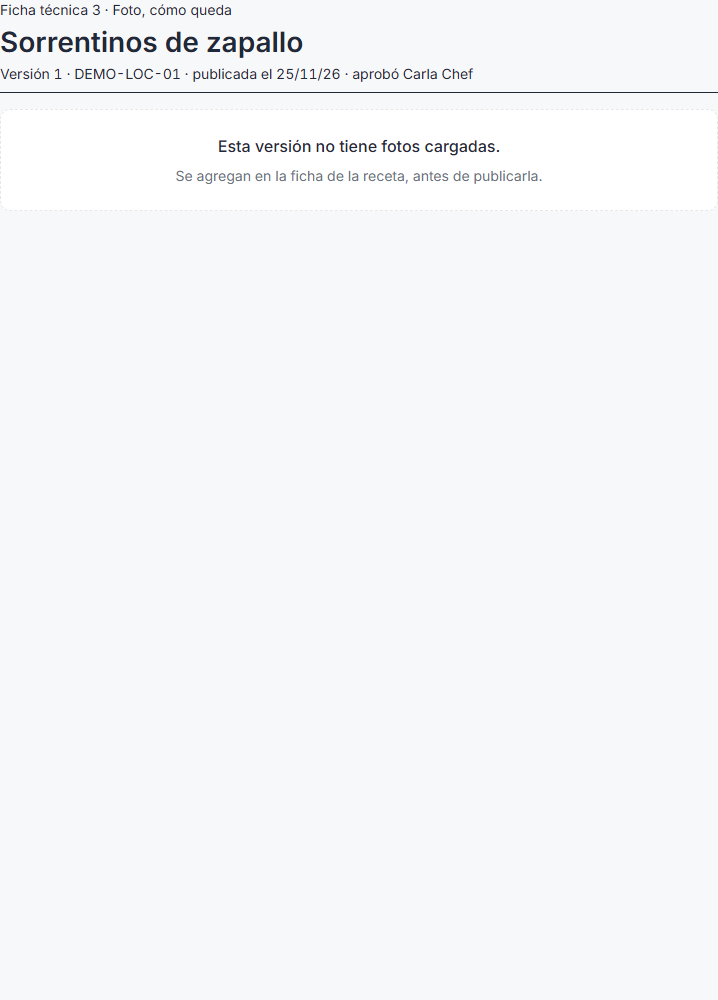 Ficha técnica 3 · Foto, cómo queda
Sorrentinos de zapallo
Versión 1 · DEMO-LOC-01 · publicada el 25/11/26 · aprobó Carla Chef
Esta versión no tiene fotos cargadas.
Se agregan en la ficha de la receta, antes de publicarla.